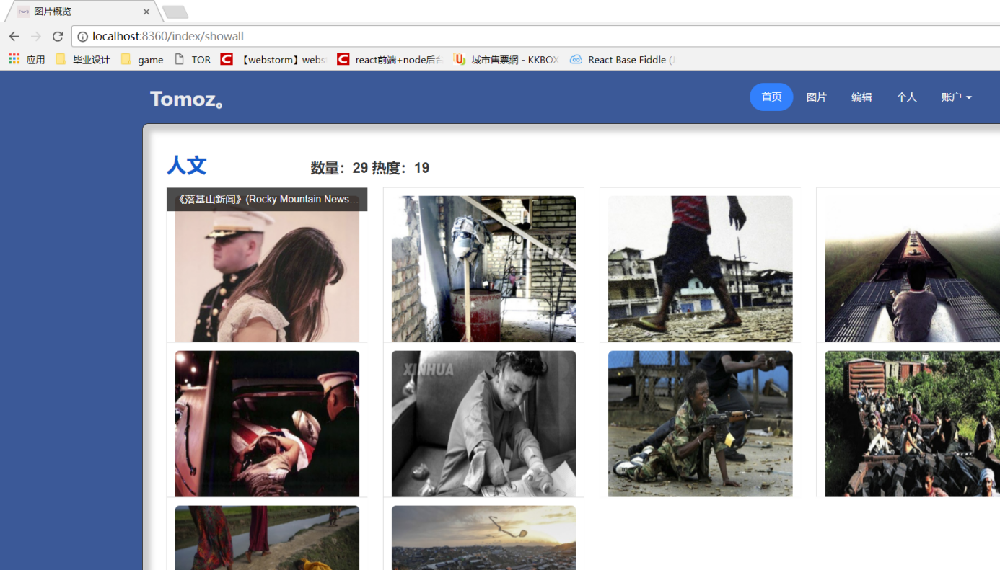 图片概览
localhost:8360/index/showall
应用 毕业设计 game TOR 【webstorm】webs react前端+node后台 城市售票網 - KKBOX React Base Fiddle (J
Tomoz。 首页 图片 编辑 个人 账户
人文 数量：29 热度：19
《落基山新闻》(Rocky Mountain News...
XINHUA
XINHUA